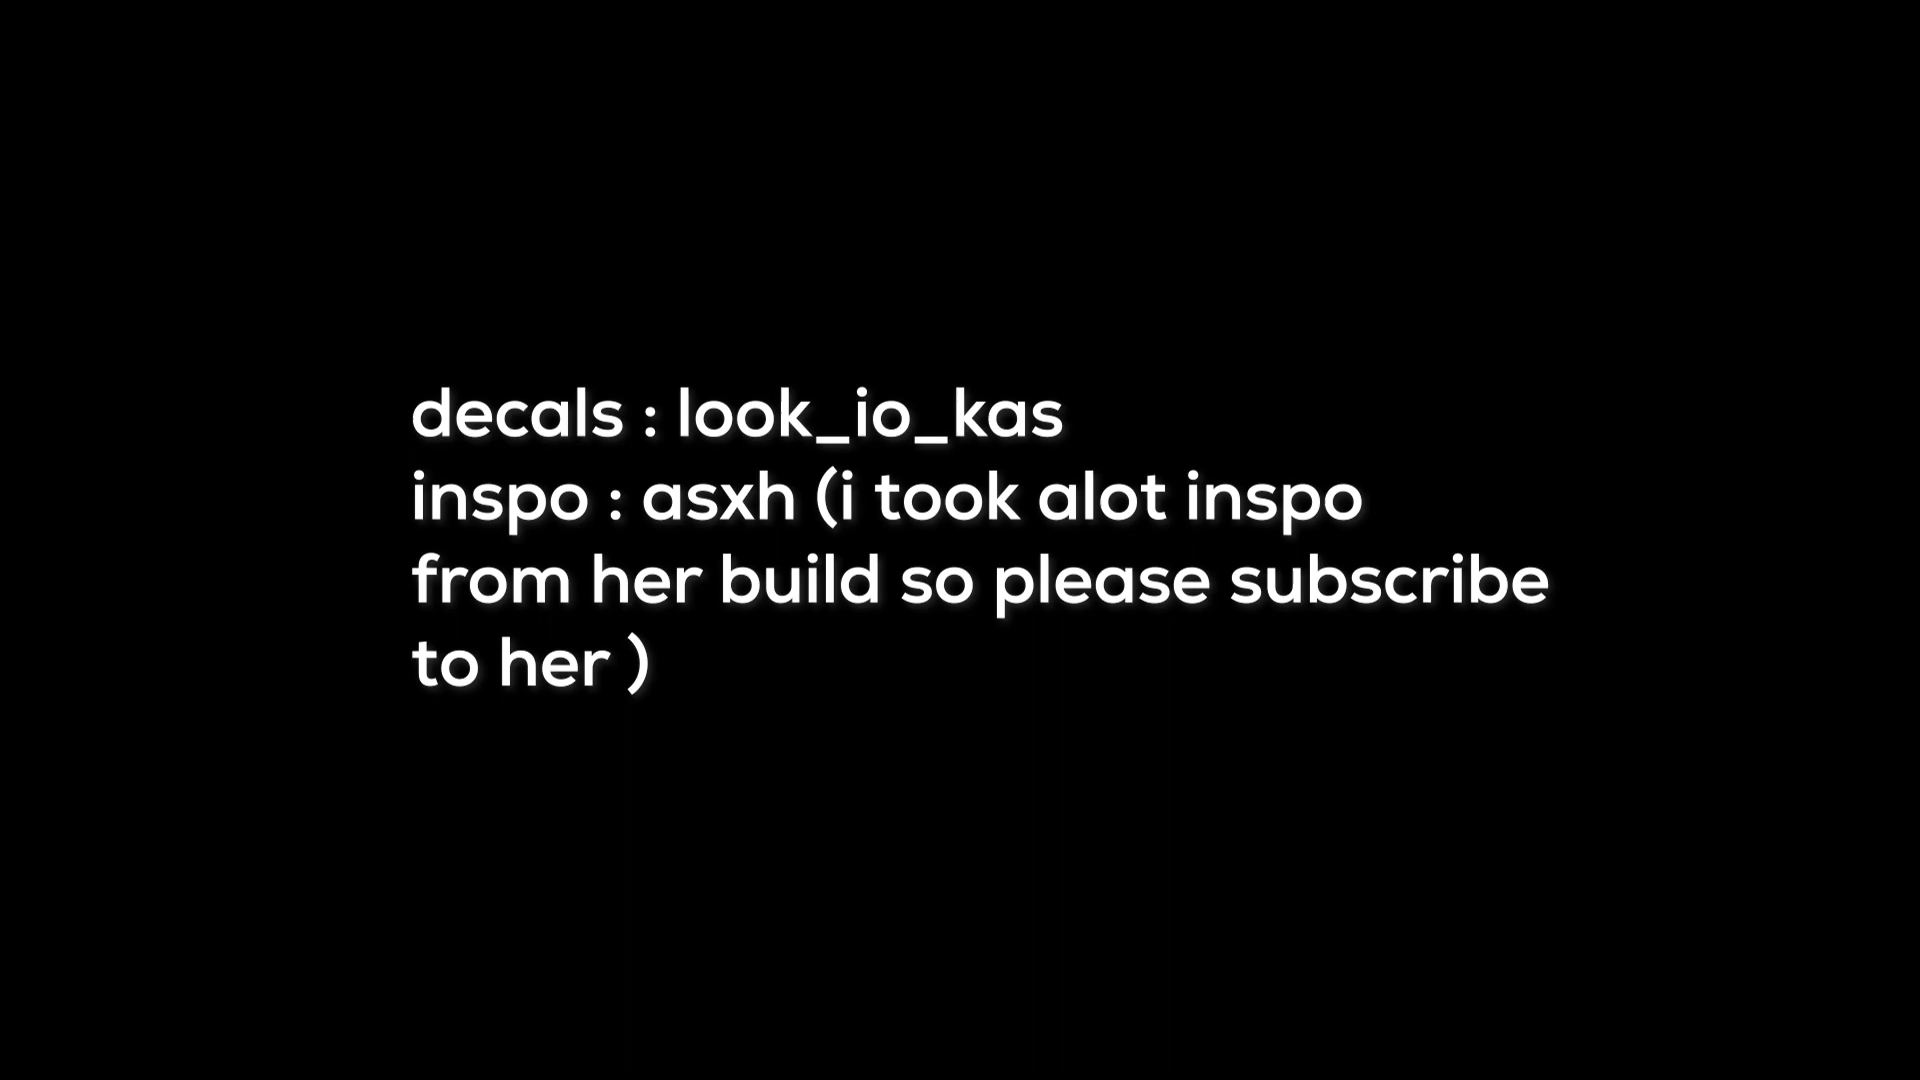 decals : look_io_kas
inspo : asxh (i took alot inspo
from her build so please subscribe
to her )